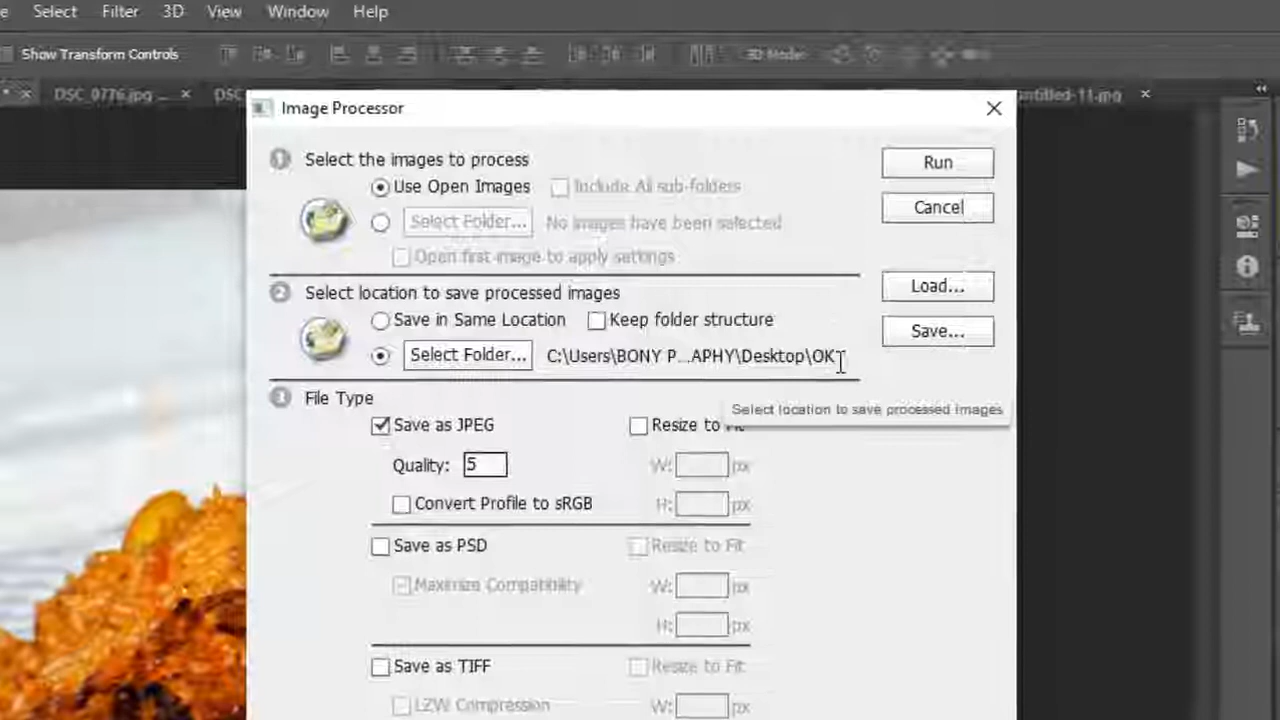 Select Filter 3D View Window Help
Show Transform Controls 3D Mode:
DSC_0776.jpg ... × DSC
Untitled-11.jpg ×
Image Processor
1 Select the images to process
Run
Use Open Images Include All sub-folders
Cancel
Select Folder... No images have been selected
Open first image to apply settings
2 Select location to save processed images
Load...
Save in Same Location Keep folder structure
Save...
Select Folder... C:\Users\BONY P...APHY\Desktop\OK
3 File Type
Select location to save processed images
Save as JPEG Resize to Fit
Quality: 5 W: px
Convert Profile to sRGB H: px
Save as PSD Resize to Fit
Maximize Compatibility W: px
H: px
Save as TIFF Resize to Fit
LZW Compression W: px